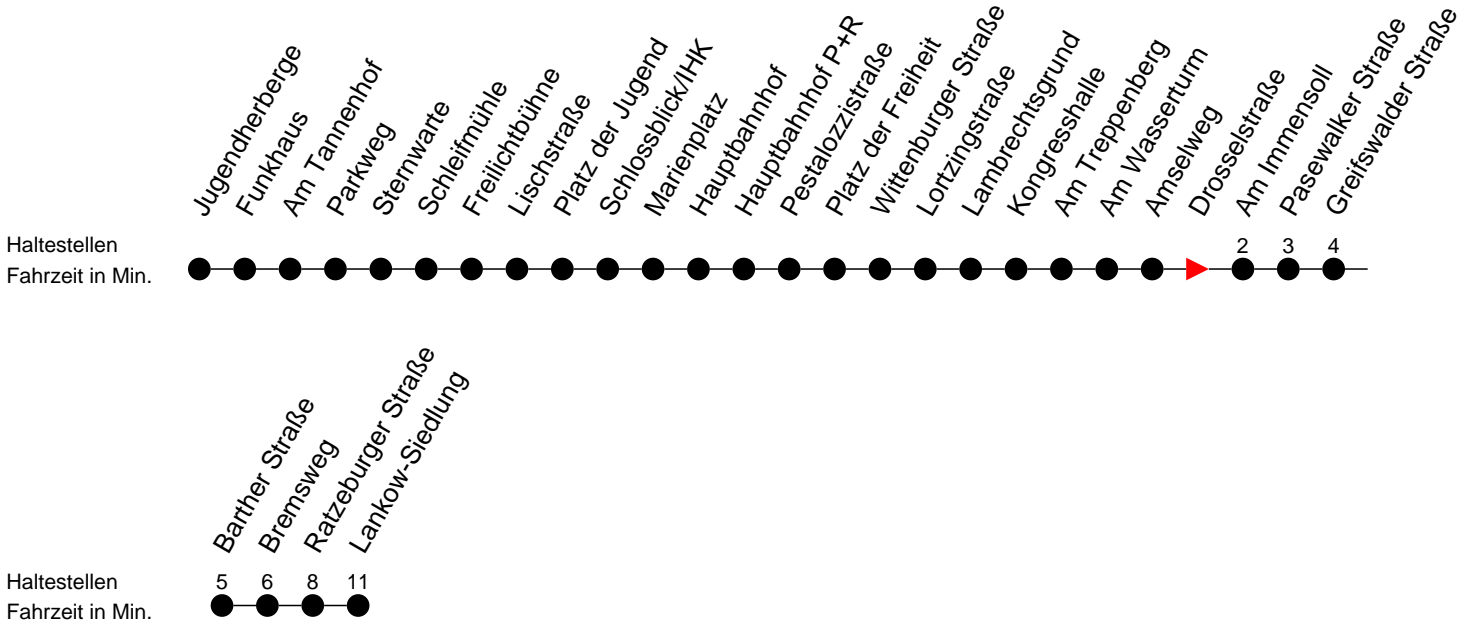 Jugendherberge
Funkhaus
Am Tannenhof
Parkweg
Sternwarte
Schleifmühle
Freilichtbühne
Lischstraße
Platz der Jugend
Schlossblick/IHK
Marienplatz
Hauptbahnhof
Hauptbahnhof P+R
Pestalozzistraße
Platz der Freiheit
Wittenburger Straße
Lortzingstraße
Lambrechtsgrund
Kongresshalle
Am Treppenberg
Am Wasserturm
Amselweg
Drosselstraße
Am Immensoll
Pasewalker Straße
Greifswalder Straße
Haltestellen
2 3 4
Fahrzeit in Min.
Barther Straße
Bremsweg
Ratzeburger Straße
Lankow-Siedlung
Haltestellen
5 6 8 11
Fahrzeit in Min.